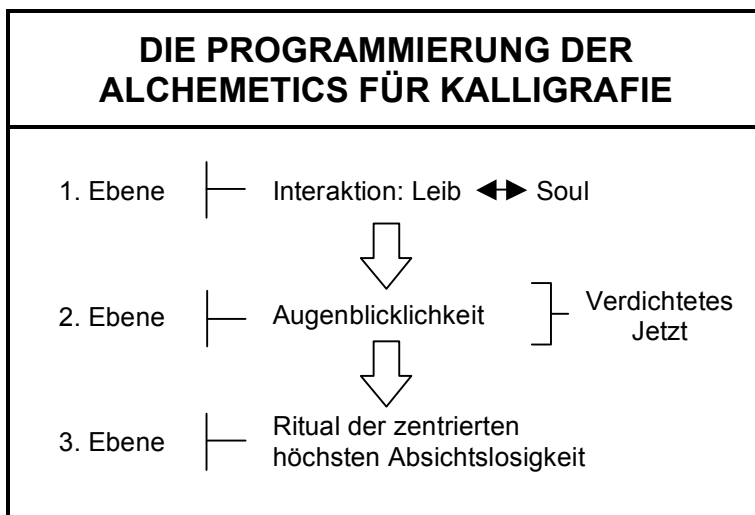 DIE PROGRAMMIERUNG DER
ALCHEMETICS FÜR KALLIGRAFIE
1. Ebene Interaktion: Leib Soul
2. Ebene Augenblicklichkeit Verdichtetes
Jetzt
3. Ebene Ritual der zentrierten
höchsten Absichtslosigkeit